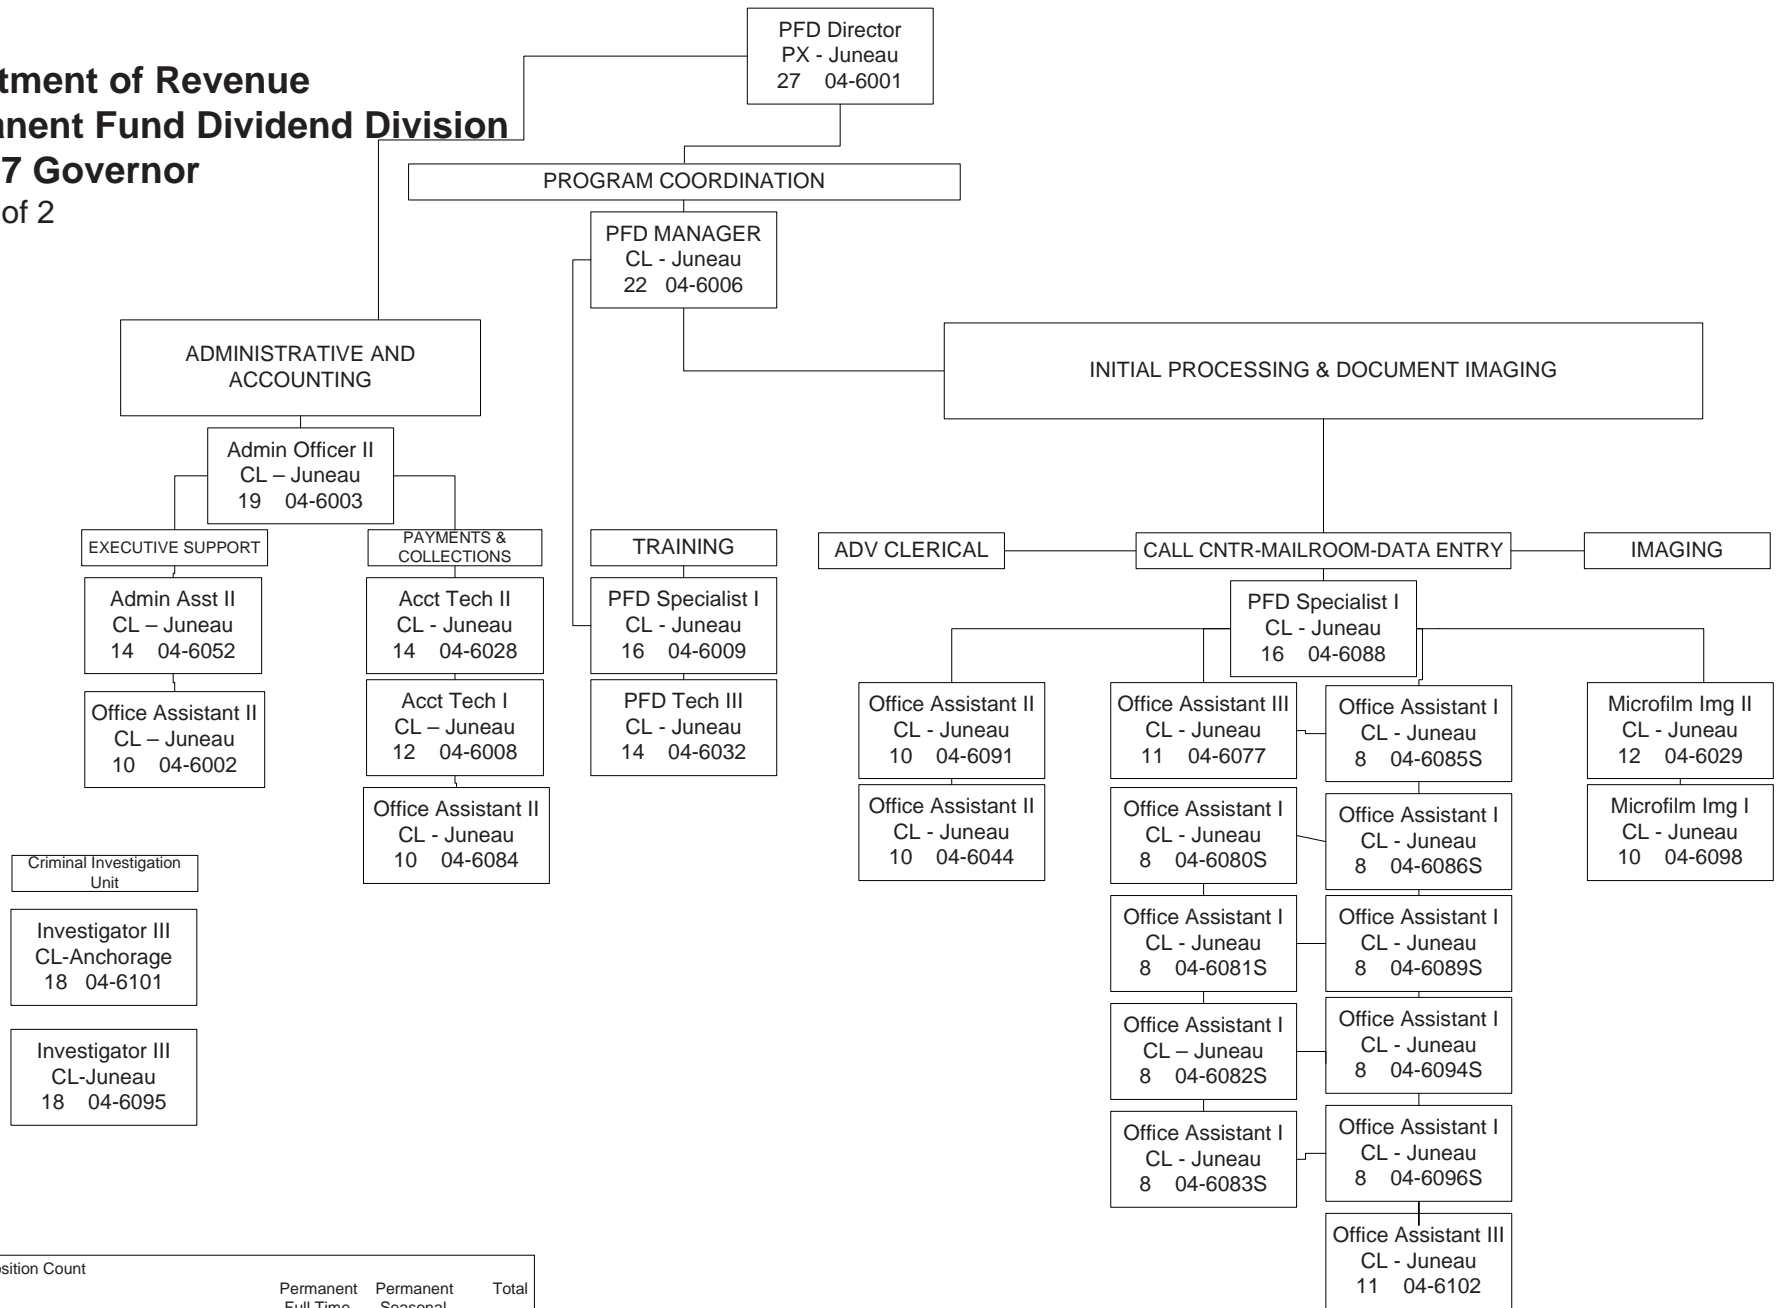 PFD Director
PX - Juneau
27 04-6001
of Revenue
Fund Dividend Division
7 Governor
of 2
PROGRAM COORDINATION
PFD MANAGER
CL - Juneau
22 04-6006
ADMINISTRATIVE AND
ACCOUNTING
INITIAL PROCESSING & DOCUMENT IMAGING
Admin Officer II
CL – Juneau
19 04-6003
EXECUTIVE SUPPORT
Admin Asst II
CL – Juneau
14 04-6052
Office Assistant II
CL – Juneau
10 04-6002
PAYMENTS &
COLLECTIONS
Acct Tech II
CL - Juneau
14 04-6028
Acct Tech I
CL – Juneau
12 04-6008
Office Assistant II
CL - Juneau
10 04-6084
TRAINING
PFD Specialist I
CL - Juneau
16 04-6009
PFD Tech III
CL - Juneau
14 04-6032
ADV CLERICAL
CALL CNTR-MAILROOM-DATA ENTRY
IMAGING
PFD Specialist I
CL - Juneau
16 04-6088
Office Assistant II
CL - Juneau
10 04-6091
Office Assistant II
CL - Juneau
10 04-6044
Office Assistant III
CL - Juneau
11 04-6077
Office Assistant I
CL - Juneau
8 04-6080S
Office Assistant I
CL - Juneau
8 04-6081S
Office Assistant I
CL – Juneau
8 04-6082S
Office Assistant I
CL - Juneau
8 04-6083S
Office Assistant I
CL - Juneau
8 04-6085S
Office Assistant I
CL - Juneau
8 04-6086S
Office Assistant I
CL - Juneau
8 04-6089S
Office Assistant I
CL - Juneau
8 04-6094S
Office Assistant I
CL - Juneau
8 04-6096S
Office Assistant III
CL - Juneau
11 04-6102
Microfilm Img II
CL - Juneau
12 04-6029
Microfilm Img I
CL - Juneau
10 04-6098
Criminal Investigation
Unit
Investigator III
CL-Anchorage
18 04-6101
Investigator III
CL-Juneau
18 04-6095
Count
Permanent Permanent Total
Full Time Seasonal